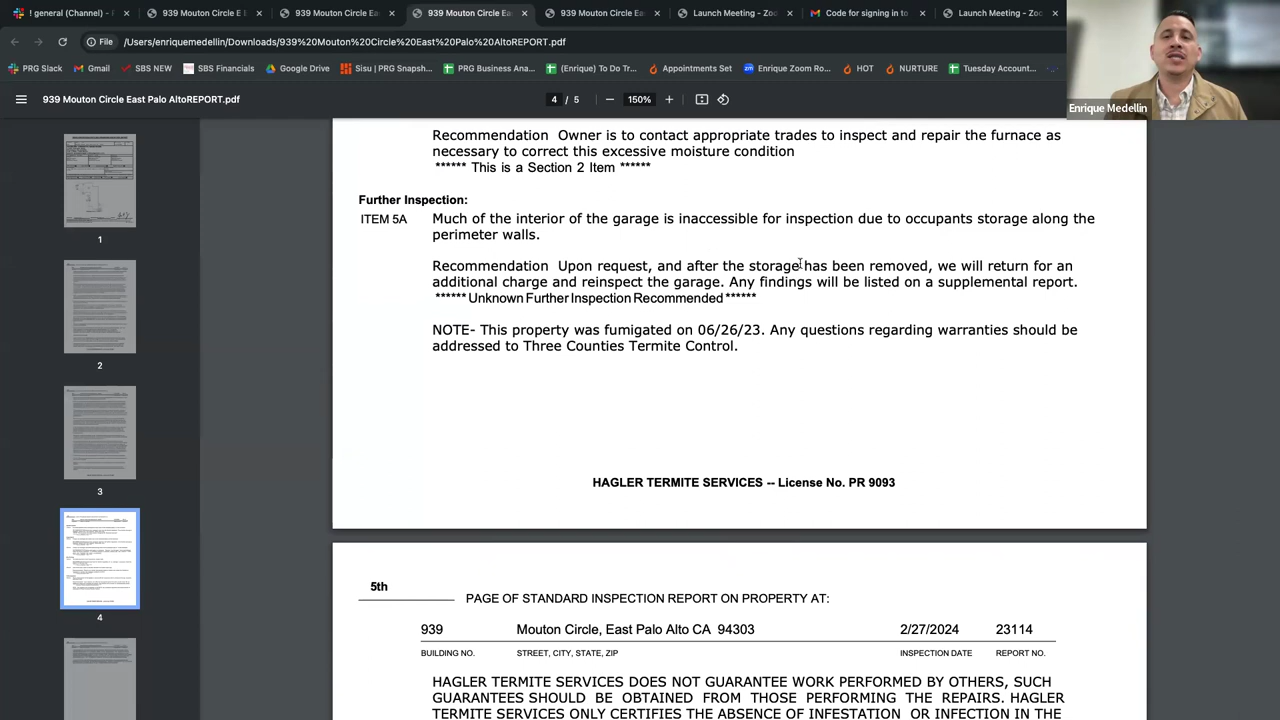 ! general (Channel) - F
939 Mouton Circle E E
939 Mouton Circle Eas
939 Mouton Circle Eas
939 Mouton Circle Eas
Launch Meeting - Zoo
Code for signing in to
Launch Meeting - Zoo
File
/Users/enriquemedellin/Downloads/939%20Mouton%20Circle%20East%20Palo%20AltoREPORT.pdf
PRG Slack
Gmail
SBS NEW
SBS Financials
Google Drive
Sisu | PRG Snapsh...
PRG Business Ana...
(Enrique) To Do Tr...
Appointments Set
Enrique Zoom Ro...
HOT
NURTURE
Tuesday Account...
Enrique Medellin
939 Mouton Circle East Palo AltoREPORT.pdf
4 / 5
150%
1
2
3
4
Recommendation Owner is to contact appropriate trades to inspect and repair the furnace as
necessary to correct this excessive moisture condition.
****** This is a Section 2 Item ******
Further Inspection:
ITEM 5A
Much of the interior of the garage is inaccessible for inspection due to occupants storage along the
perimeter walls.
Recommendation Upon request, and after the storage has been removed, we will return for an
additional charge and reinspect the garage. Any findings will be listed on a supplemental report.
****** Unknown Further Inspection Recommended ******
NOTE- This property was fumigated on 06/26/23. Any questions regarding warranties should be
addressed to Three Counties Termite Control.
HAGLER TERMITE SERVICES -- License No. PR 9093
5th
PAGE OF STANDARD INSPECTION REPORT ON PROPERTY AT:
939 Mouton Circle, East Palo Alto CA 94303 2/27/2024 23114
BUILDING NO. STREET, CITY, STATE, ZIP INSPECTION DATE REPORT NO.
HAGLER TERMITE SERVICES DOES NOT GUARANTEE WORK PERFORMED BY OTHERS, SUCH
GUARANTEES SHOULD BE OBTAINED FROM THOSE PERFORMING THE REPAIRS. HAGLER
TERMITE SERVICES ONLY CERTIFIES THE ABSENCE OF INFESTATION OR INFECTION IN THE